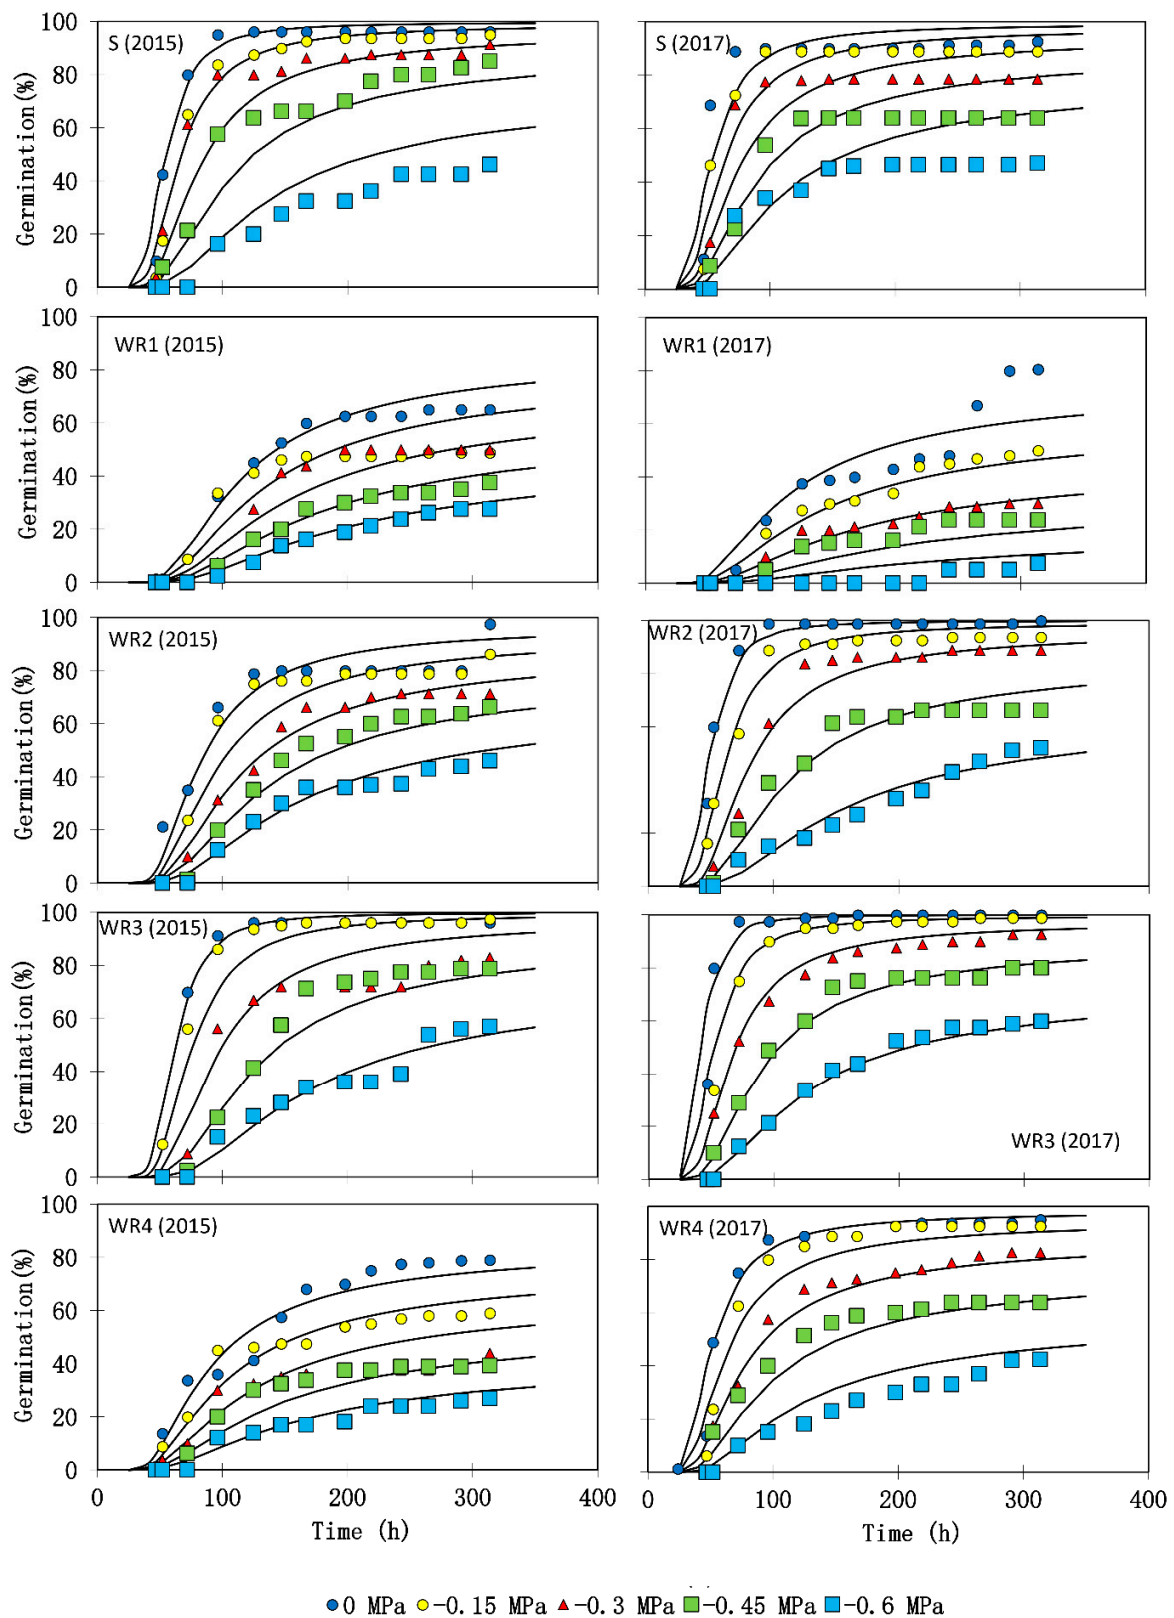 100
80
60
40
20
0
Germination(%)
S (2015)
S (2017)
100
80
60
40
20
0
Germination(%)
WR1 (2015)
WR1 (2017)
100
80
60
40
20
0
Germination(%)
WR2 (2015)
WR2 (2017)
100
80
60
40
20
0
Germination(%)
WR3 (2015)
WR3 (2017)
100
80
60
40
20
0
Germination(%)
WR4 (2015)
WR4 (2017)
0 100 200 300 400
0 100 200 300 400
Time (h)
Time (h)
0 MPa -0.15 MPa -0.3 MPa -0.45 MPa -0.6 MPa